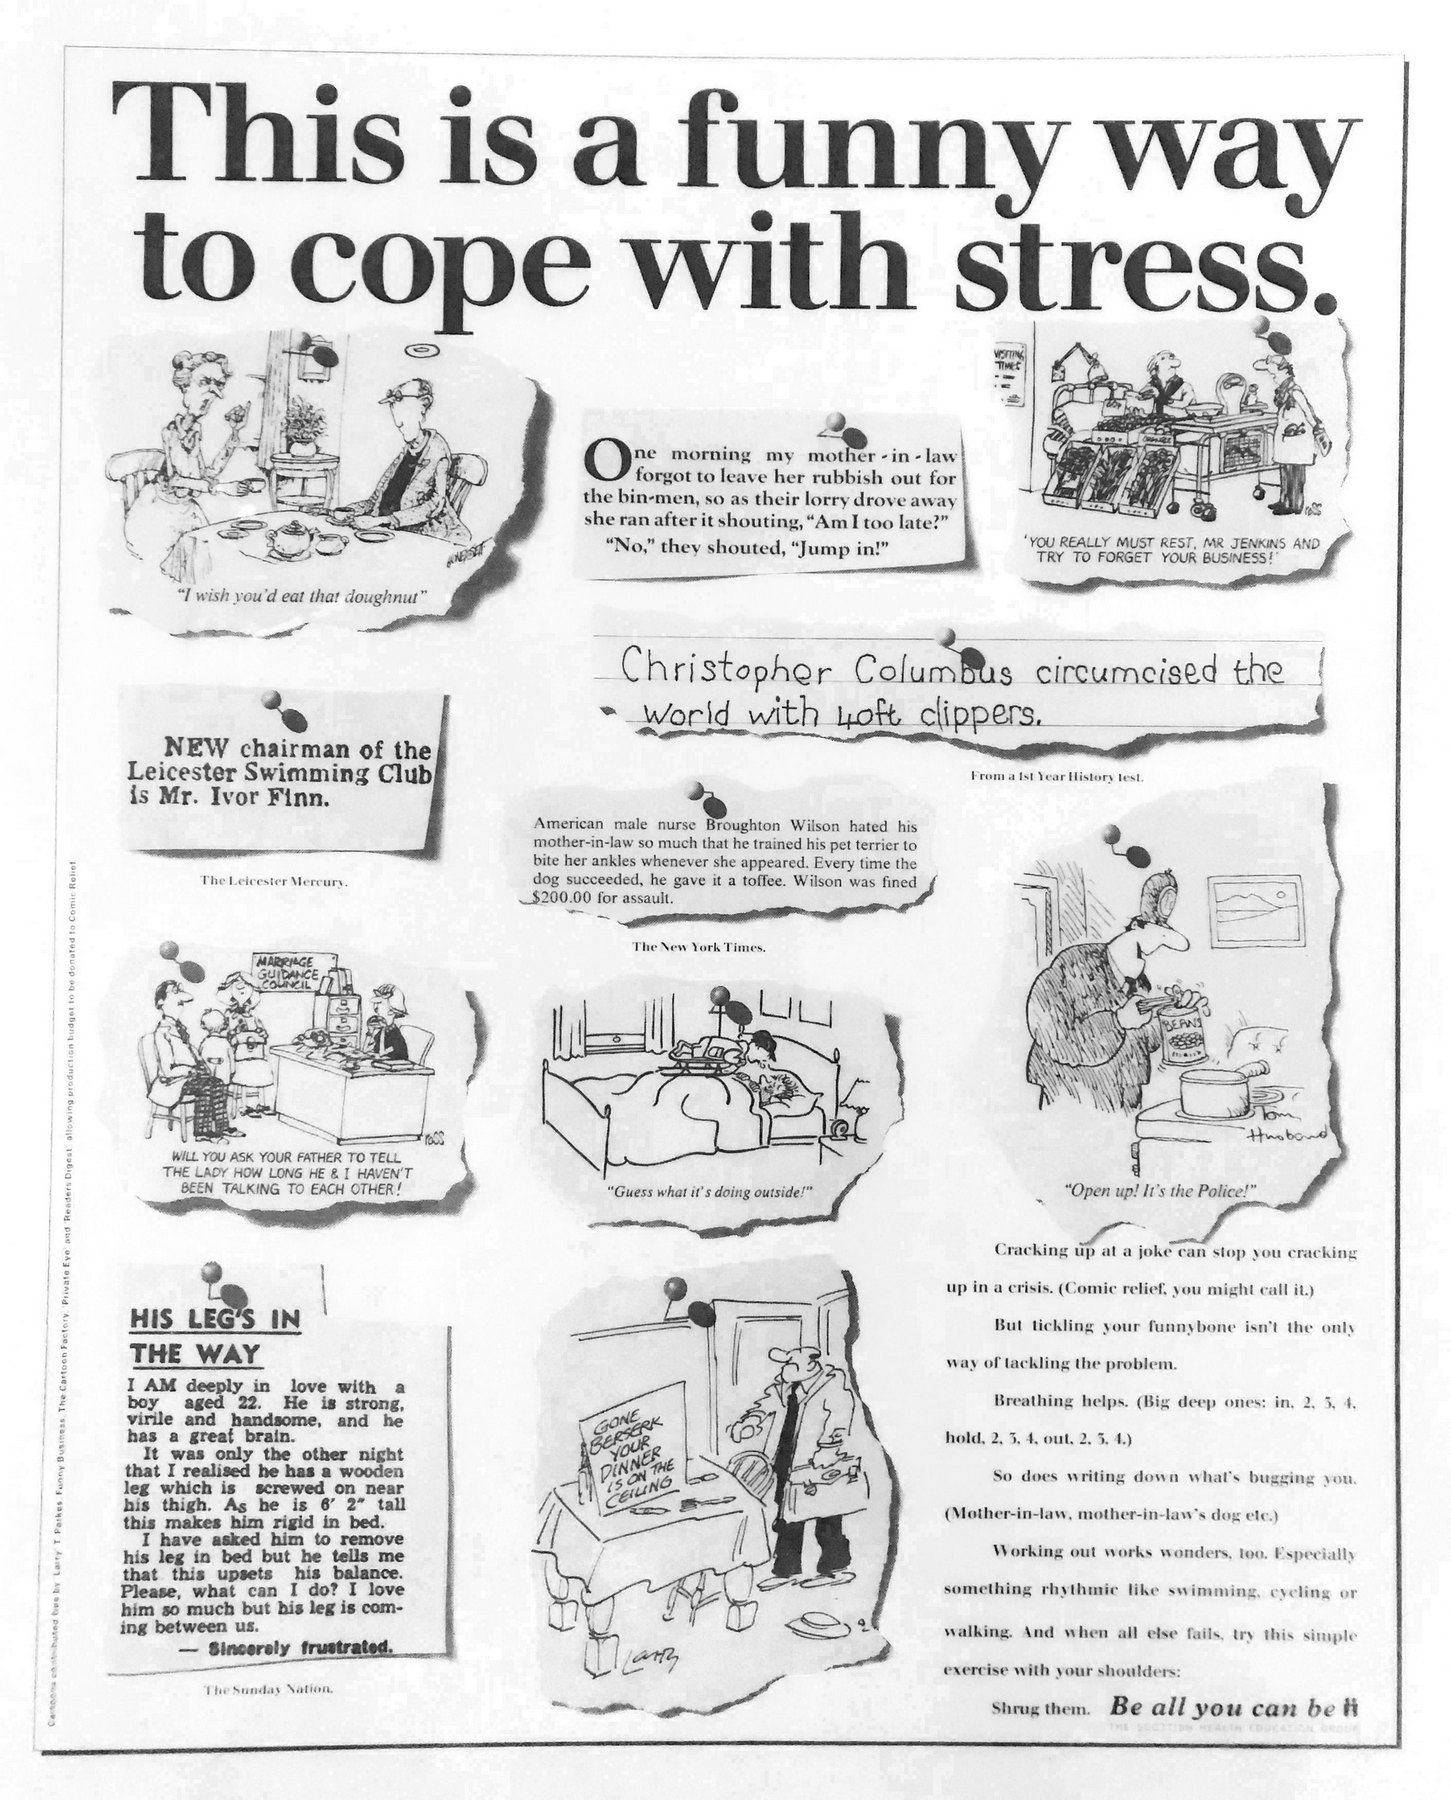 This is a funny way
to cope with stress.
"I wish you'd eat that doughnut"
One morning my mother-in-law
forgot to leave her rubbish out for
the bin-men, so as their lorry drove away
she ran after it shouting, "Am I too late?"
"No," they shouted, "Jump in!"
VISITING
TIMES
ROSS
'YOU REALLY MUST REST, MR JENKINS AND
TRY TO FORGET YOUR BUSINESS!'
Christopher Columbus circumcised the
world with 40ft clippers.
From a 1st Year History test.
NEW chairman of the
Leicester Swimming Club
is Mr. Ivor Finn.
The Leicester Mercury.
American male nurse Broughton Wilson hated his
mother-in-law so much that he trained his pet terrier to
bite her ankles whenever she appeared. Every time the
dog succeeded, he gave it a toffee. Wilson was fined
$200.00 for assault.
The New York Times.
MARRIAGE
GUIDANCE
COUNCIL
ROSS
WILL YOU ASK YOUR FATHER TO TELL
THE LADY HOW LONG HE & I HAVEN'T
BEEN TALKING TO EACH OTHER!
"Guess what it's doing outside!"
BEANS
Tom
Husband
"Open up! It's the Police!"
HIS LEG'S IN
THE WAY
I AM deeply in love with a
boy aged 22. He is strong,
virile and handsome, and he
has a great brain.
It was only the other night
that I realised he has a wooden
leg which is screwed on near
his thigh. As he is 6' 2" tall
this makes him rigid in bed.
I have asked him to remove
his leg in bed but he tells me
that this upsets his balance.
Please, what can I do? I love
him so much but his leg is com-
ing between us.
— Sincerely frustrated.
The Sunday Nation.
GONE
BERSERK
YOUR
DINNER
IS ON THE
CEILING
Larry
Cracking up at a joke can stop you cracking
up in a crisis. (Comic relief, you might call it.)
But tickling your funnybone isn't the only
way of tackling the problem.
Breathing helps. (Big deep ones: in, 2, 3, 4,
hold, 2, 3, 4, out, 2, 3, 4.)
So does writing down what's bugging you.
(Mother-in-law, mother-in-law's dog etc.)
Working out works wonders, too. Especially
something rhythmic like swimming, cycling or
walking. And when all else fails, try this simple
exercise with your shoulders:
Shrug them. Be all you can be
THE SCOTTISH HEALTH EDUCATION GROUP
Cartoons contributed free by Larry, T. Parkes, Funny Business, The Cartoon Factory, Private Eye and Readers Digest allowing production budget to be donated to Comic Relief